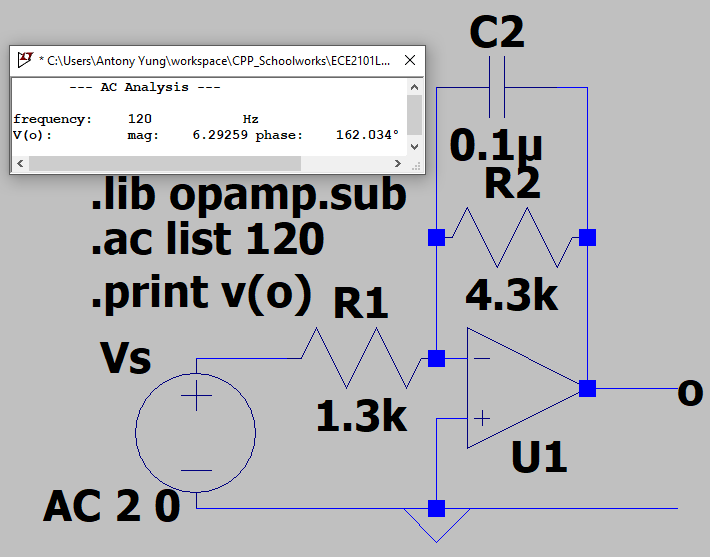 * C:\Users\Antony Yung\workspace\CPP_Schoolworks\ECE2101L...
--- AC Analysis ---
frequency: 120 Hz
V(o): mag: 6.29259 phase: 162.034°
C2
0.1µ
.lib opamp.sub
.ac list 120
.print v(o)
R2
4.3k
R1
1.3k
Vs
AC 2 0
U1
o